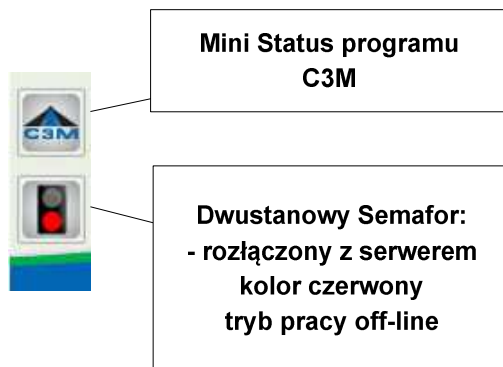 Mini Status programu
C3M
C3M
Dwustanowy Semafor:
- rozłączony z serwerem
kolor czerwony
tryb pracy off-line